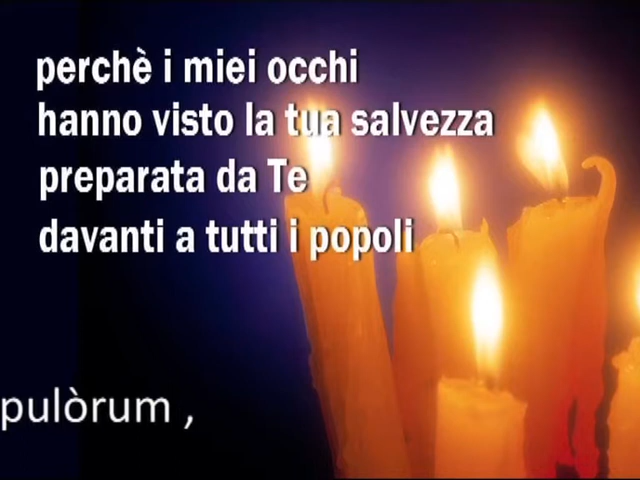 perchè i miei occhi
hanno visto la tua salvezza
preparata da Te
davanti a tutti i popoli
pulòrum ,